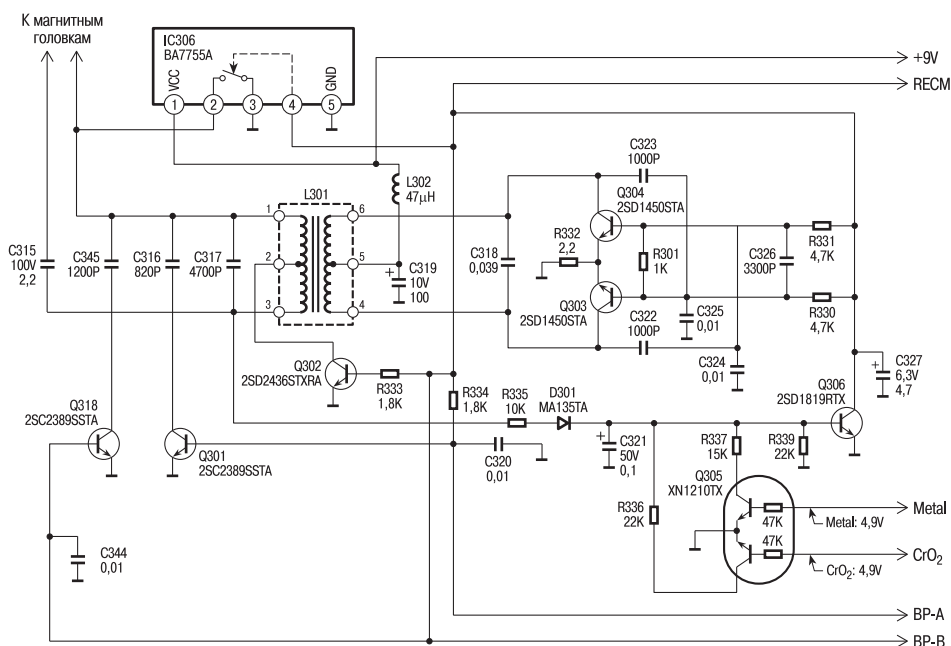 К магнитным
головкам
IC306
BA7755A
VCC
GND
1
2
3
4
5
+9V
RECM
L302
47µH
C323
1000P
Q304
2SD1450STA
L301
1
2
3
6
5
4
C315
100V
2,2
C345
1200P
C316
820P
C317
4700P
+
C319
10V
100
C318
0,039
R332
2,2
R301
1K
C326
3300P
R331
4,7K
R330
4,7K
Q303
2SD1450STA
C322
1000P
C325
0,01
C324
0,01
+
C327
6,3V
4,7
Q302
2SD2436STXRA
R333
1,8K
R334
1,8K
R335
10K
D301
MA135TA
Q306
2SD1819RTX
Q318
2SC2389SSTA
Q301
2SC2389SSTA
C320
0,01
+
C321
50V
0,1
R337
15K
R339
22K
Q305
XN1210TX
R336
22K
47K
47K
Metal: 4,9V
Metal
CrO₂: 4,9V
CrO₂
C344
0,01
BP-A
BP-B